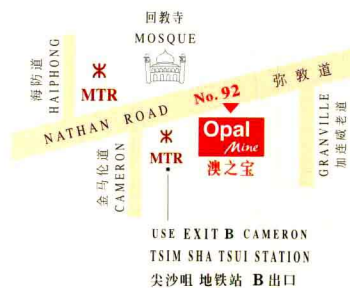 回教寺
MOSQUE
海防道
HAIPHONG
MTR
No. 92
弥敦道
NATHAN ROAD
Opal
Mine
澳之宝
MTR
金马伦道
CAMERON
GRANVILLE
加连威老道
USE EXIT B CAMERON
TSIM SHA TSUI STATION
尖沙咀 地铁站 B 出口